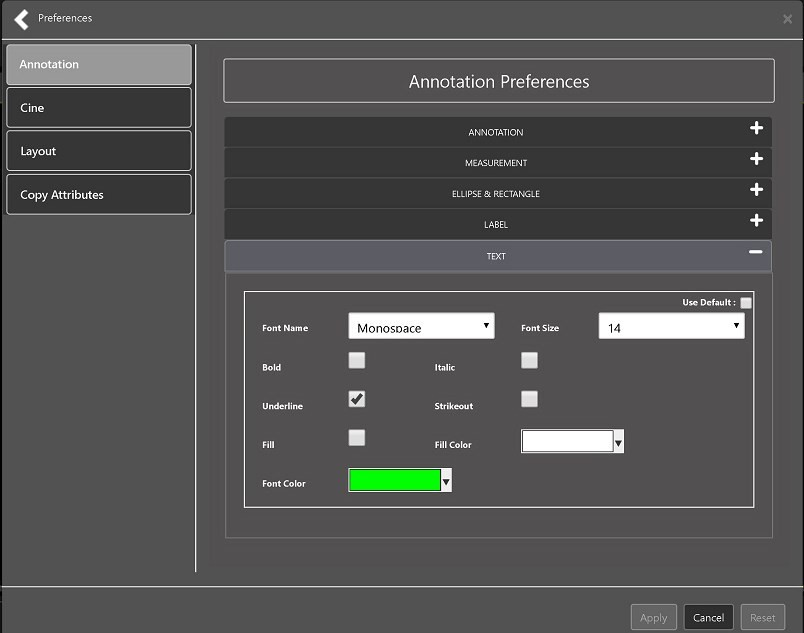 Preferences
Annotation
Cine
Layout
Copy Attributes
Annotation Preferences
ANNOTATION
MEASUREMENT
ELLIPSE & RECTANGLE
LABEL
TEXT
Use Default :
Font Name Monospace Font Size 14
Bold Italic
Underline Strikeout
Fill Fill Color
Font Color
Apply Cancel Reset